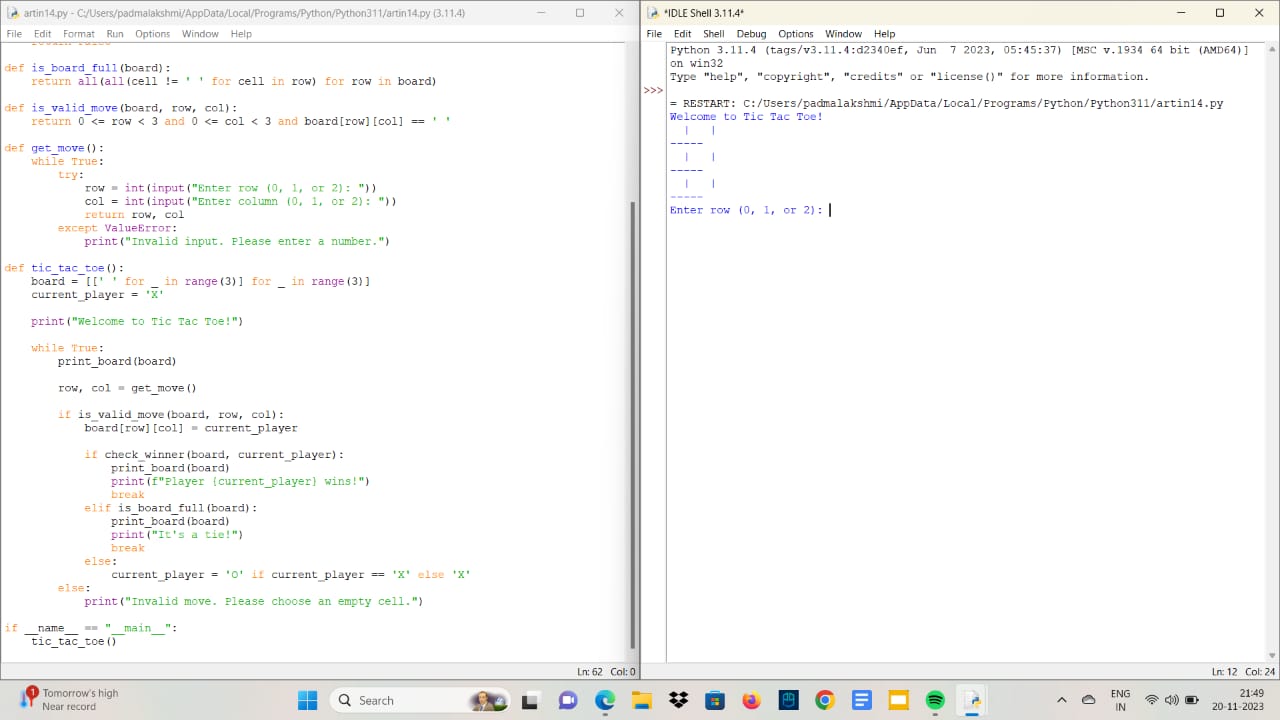 artin14.py - C:/Users/padmalakshmi/AppData/Local/Programs/Python/Python311/artin14.py (3.11.4)
File Edit Format Run Options Window Help
return False
def is_board_full(board):
    return all(all(cell != ' ' for cell in row) for row in board)
def is_valid_move(board, row, col):
    return 0 <= row < 3 and 0 <= col < 3 and board[row][col] == ' '
def get_move():
    while True:
        try:
            row = int(input("Enter row (0, 1, or 2): "))
            col = int(input("Enter column (0, 1, or 2): "))
            return row, col
        except ValueError:
            print("Invalid input. Please enter a number.")
def tic_tac_toe():
    board = [[' ' for _ in range(3)] for _ in range(3)]
    current_player = 'X'
    print("Welcome to Tic Tac Toe!")
    while True:
        print_board(board)
        row, col = get_move()
        if is_valid_move(board, row, col):
            board[row][col] = current_player
            if check_winner(board, current_player):
                print_board(board)
                print(f"Player {current_player} wins!")
                break
            elif is_board_full(board):
                print_board(board)
                print("It's a tie!")
                break
            else:
                current_player = 'O' if current_player == 'X' else 'X'
        else:
            print("Invalid move. Please choose an empty cell.")
if __name__ == "__main__":
    tic_tac_toe()
Ln: 62 Col: 0
*IDLE Shell 3.11.4*
File Edit Shell Debug Options Window Help
Python 3.11.4 (tags/v3.11.4:d2340ef, Jun  7 2023, 05:45:37) [MSC v.1934 64 bit (AMD64)]
on win32
Type "help", "copyright", "credits" or "license()" for more information.
>>>
= RESTART: C:/Users/padmalakshmi/AppData/Local/Programs/Python/Python311/artin14.py
Welcome to Tic Tac Toe!
  |   |
-----
  |   |
-----
  |   |
-----
Enter row (0, 1, or 2):
Ln: 12 Col: 24
1
Tomorrow's high
Near record
Search
ENG
IN
21:49
20-11-2023